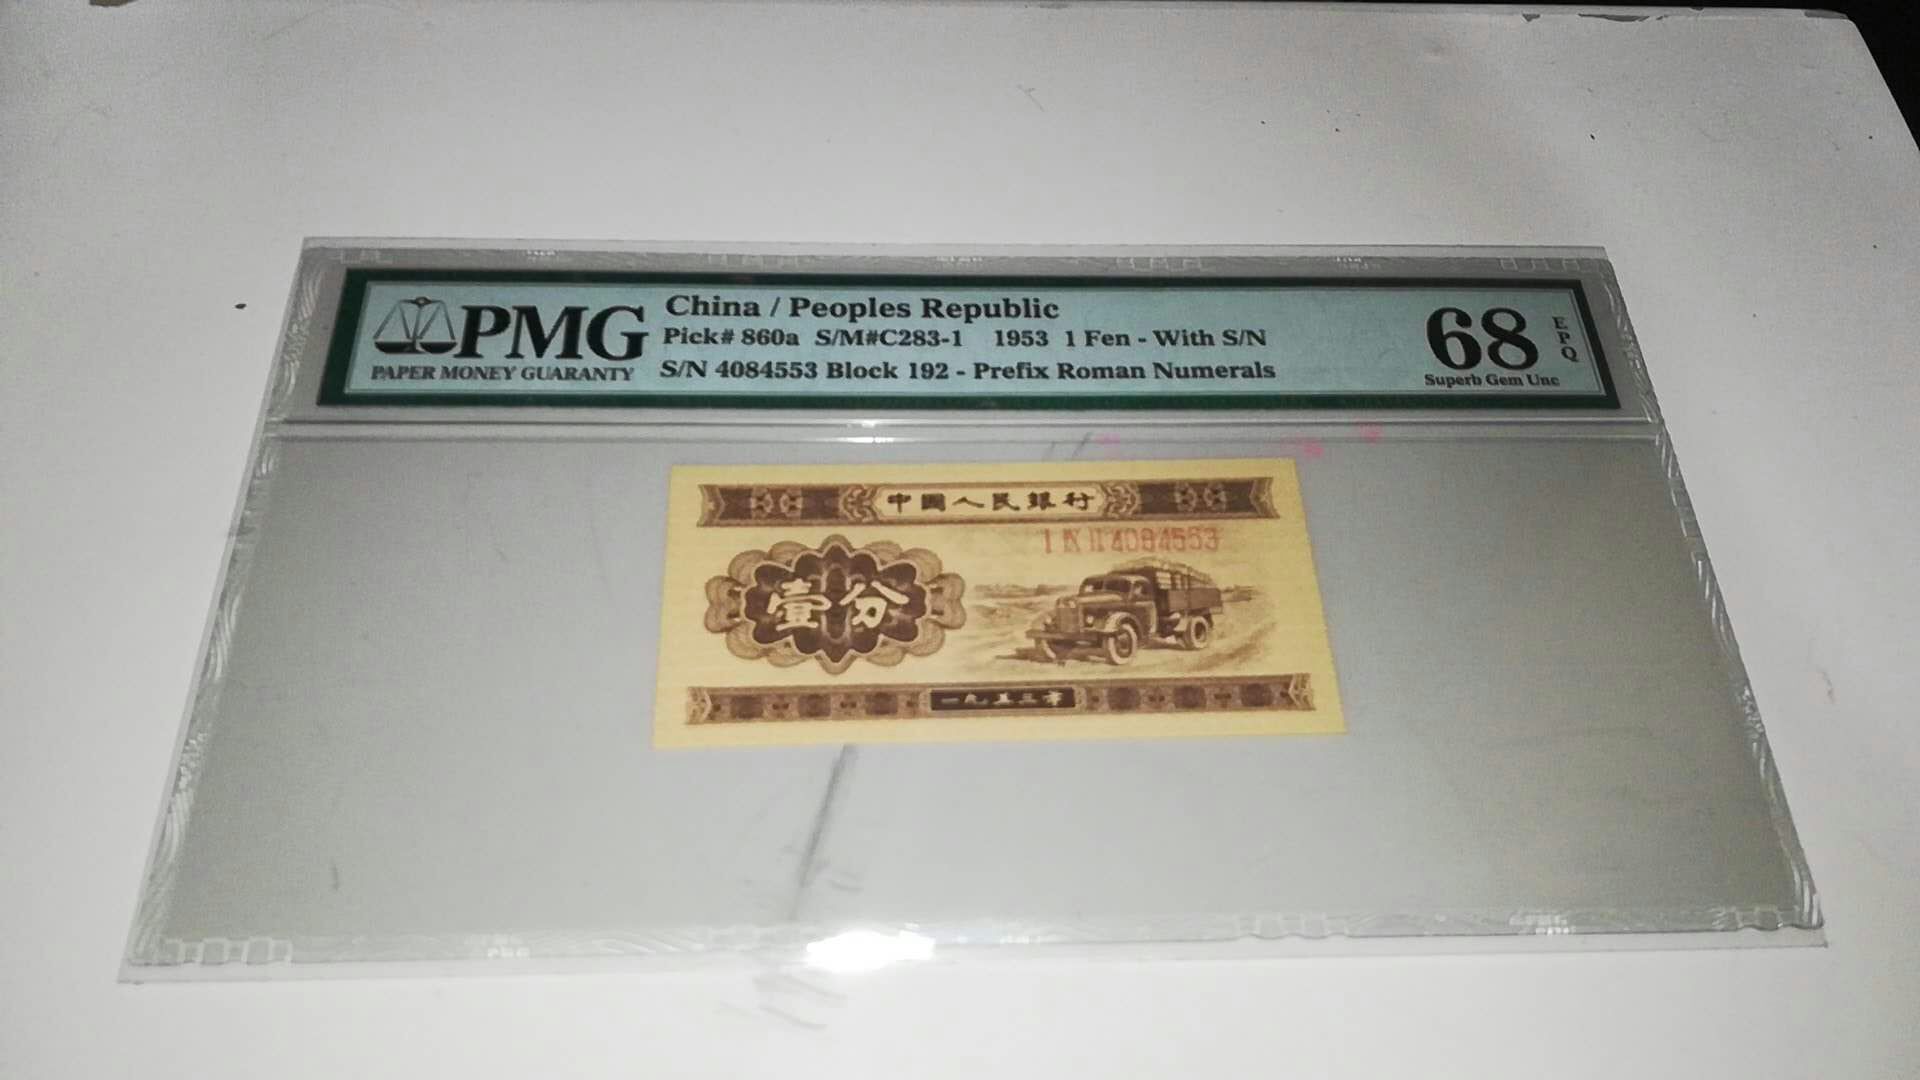 PMG
PAPER MONEY GUARANTY
China / Peoples Republic
Pick# 860a S/M#C283-1 1953 1 Fen - With S/N
S/N 4084553 Block 192 - Prefix Roman Numerals
68
EPQ
Superb Gem Unc
中國人民銀行
I IX II 4084553
壹分
一九五三年